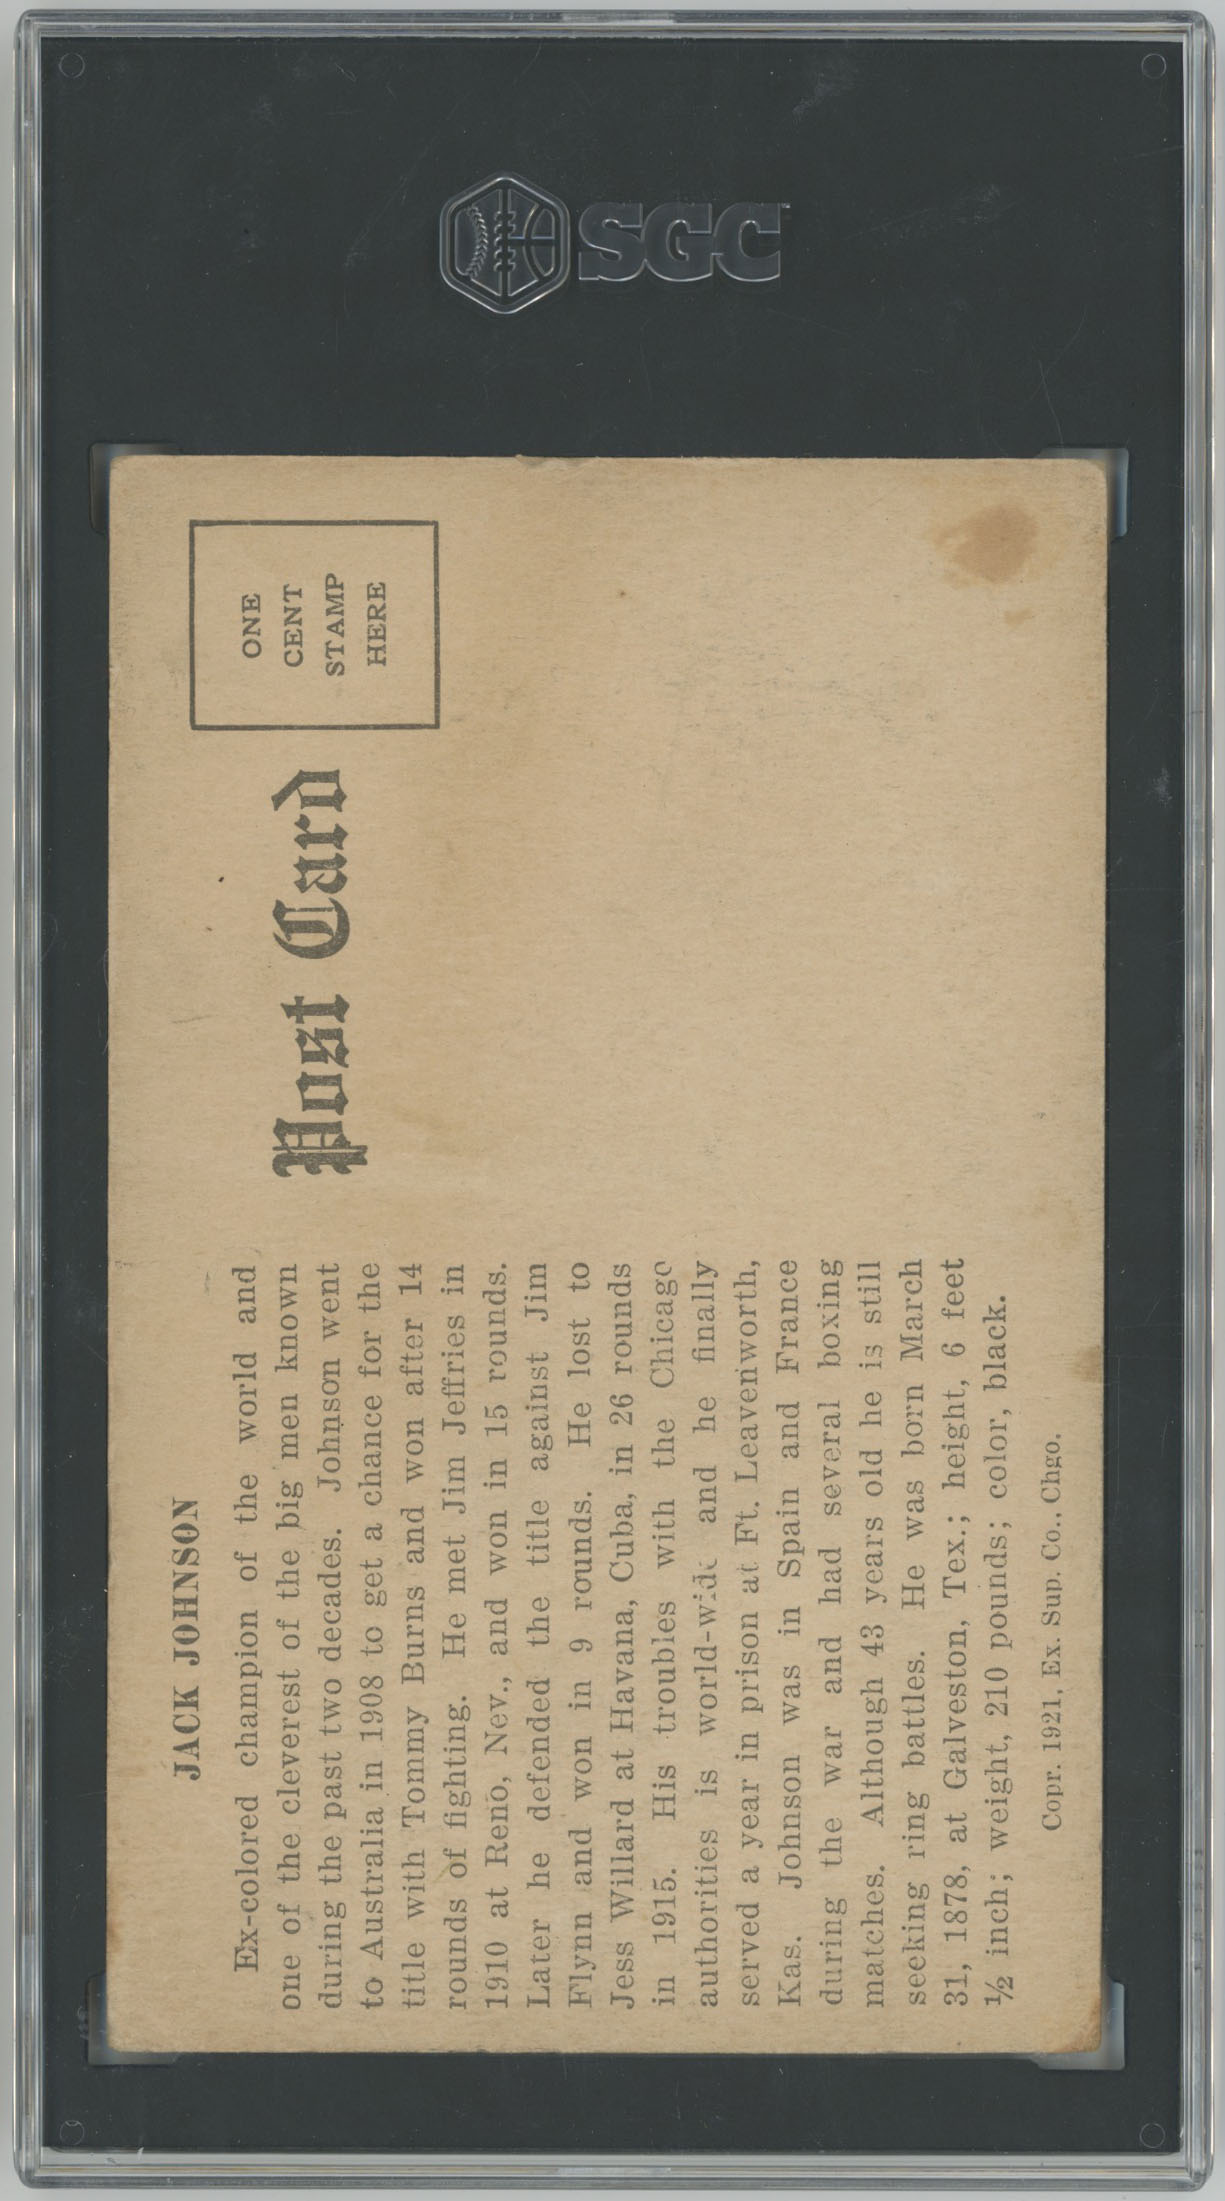 SGC
JACK JOHNSON
Ex-colored champion of the world and
one of the cleverest of the big men known
during the past two decades. Johnson went
to Australia in 1908 to get a chance for the
title with Tommy Burns and won after 14
rounds of fighting. He met Jim Jeffries in
1910 at Reno, Nev., and won in 15 rounds.
Later he defended the title against Jim
Flynn and won in 9 rounds. He lost to
Jess Willard at Havana, Cuba, in 26 rounds
in 1915. His troubles with the Chicago
authorities is world-wide and he finally
served a year in prison at Ft. Leavenworth,
Kas. Johnson was in Spain and France
during the war and had several boxing
matches. Although 43 years old he is still
seeking ring battles. He was born March
31, 1878, at Galveston, Tex.; height, 6 feet
½ inch; weight, 210 pounds; color, black.
Copr. 1921, Ex. Sup. Co., Chgo.
Post Card
ONE
CENT
STAMP
HERE